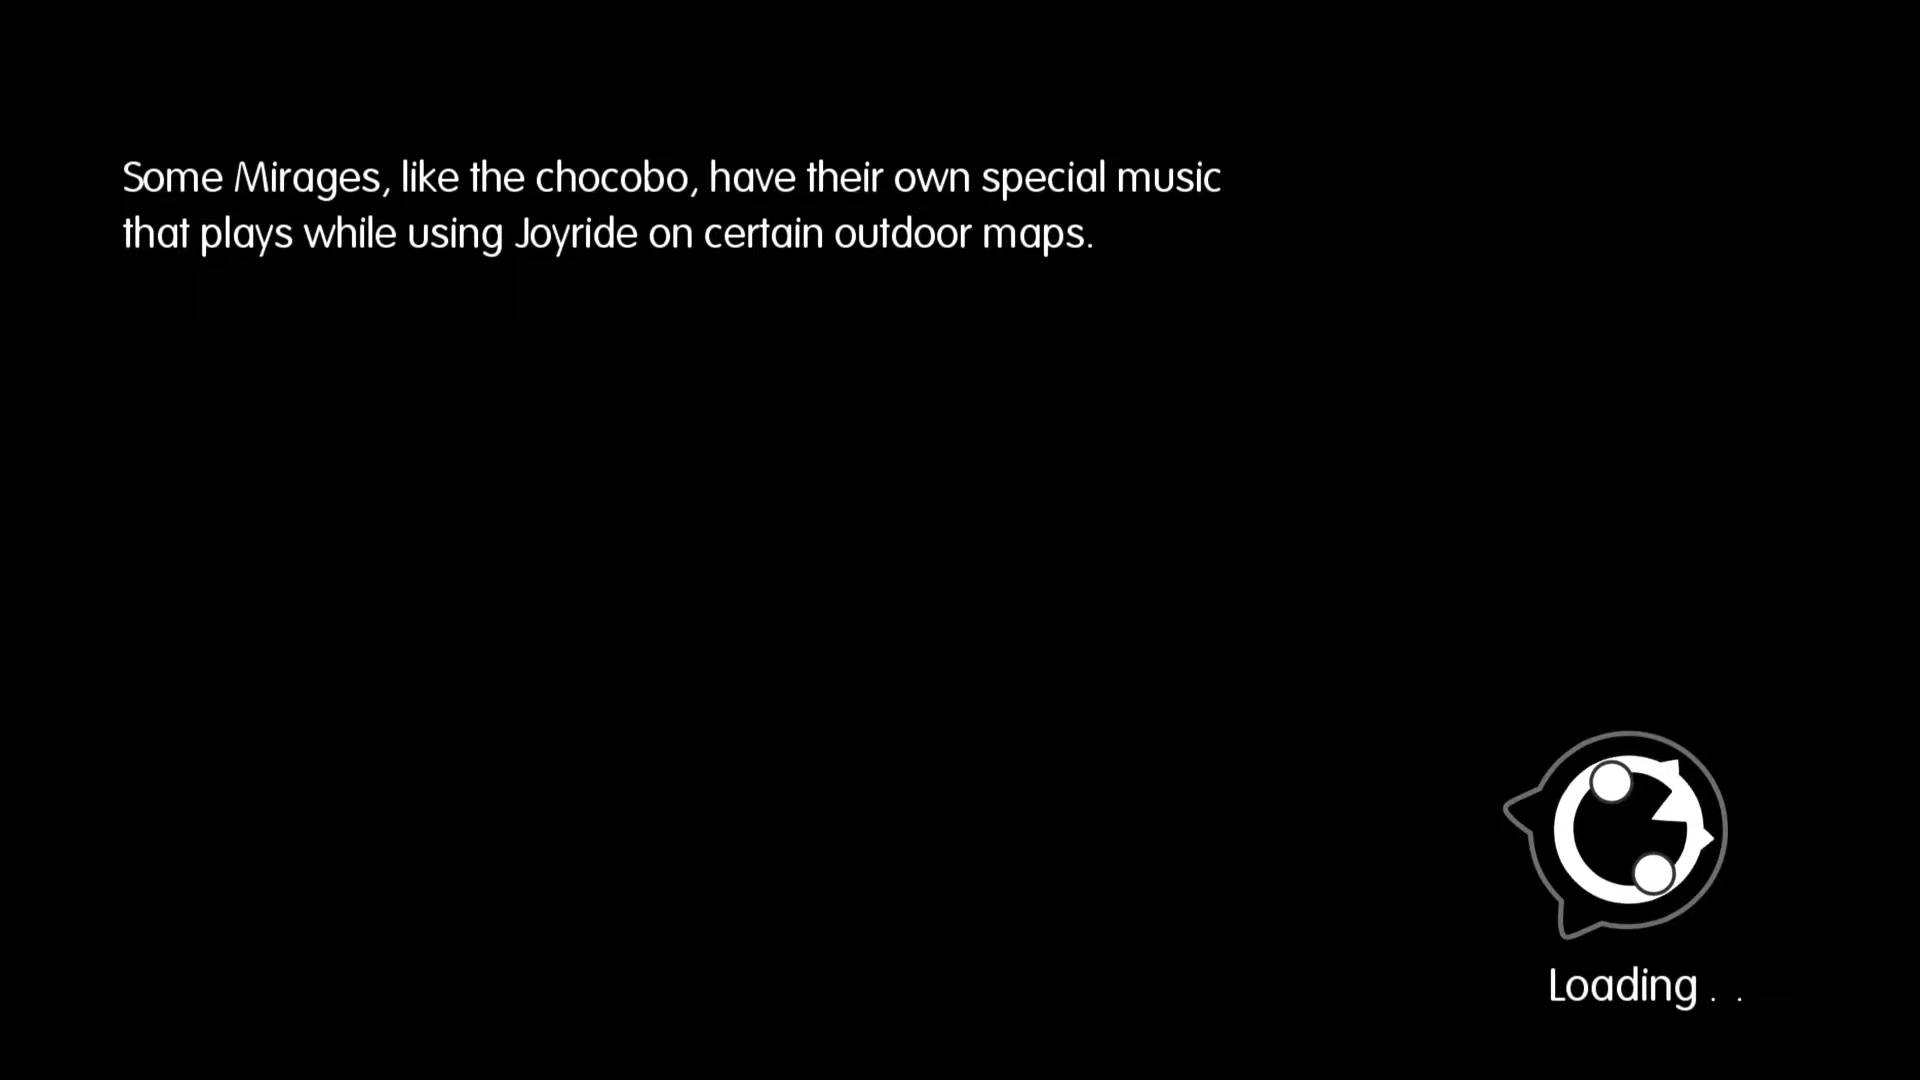 Some Mirages, like the chocobo, have their own special music
that plays while using Joyride on certain outdoor maps.
Loading . .